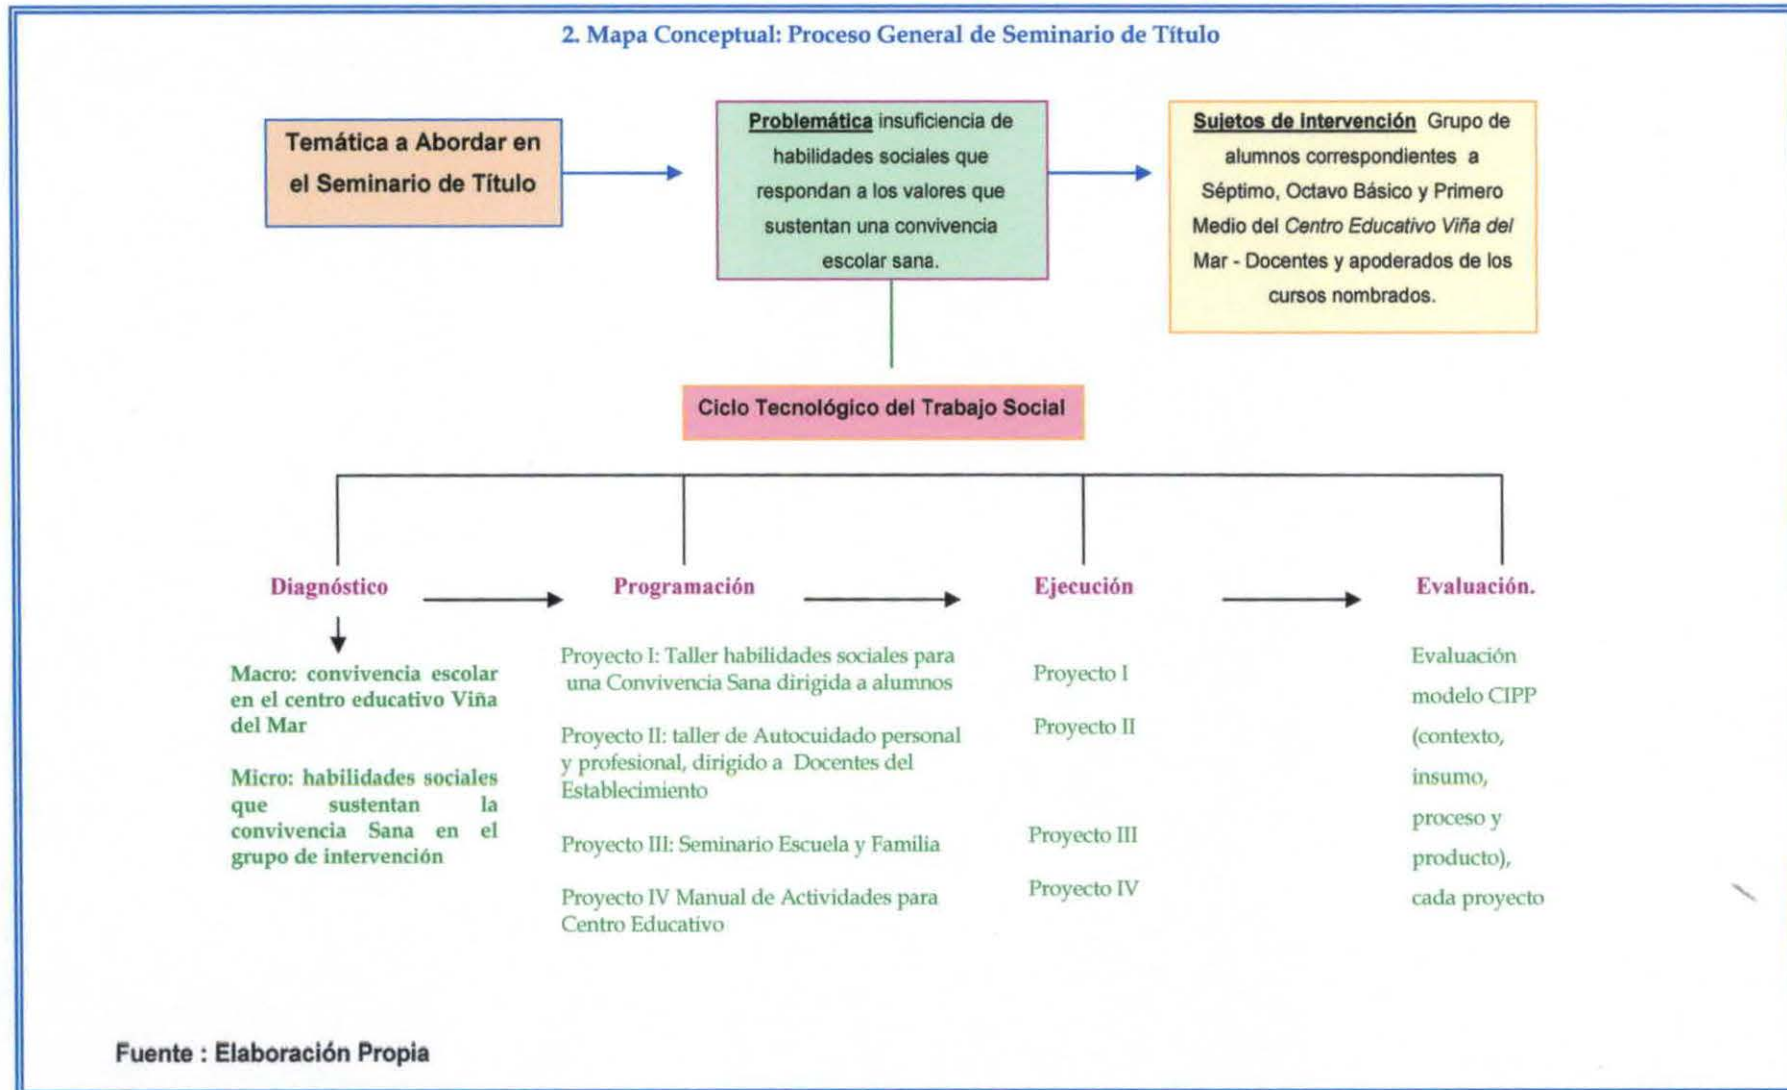 2. Mapa Conceptual: Proceso General de Seminario de Título
Temática a Abordar en
el Seminario de Título
Problemática insuficiencia de
habilidades sociales que
respondan a los valores que
sustentan una convivencia
escolar sana.
Sujetos de intervención Grupo de
alumnos correspondientes a
Séptimo, Octavo Básico y Primero
Medio del Centro Educativo Viña del
Mar - Docentes y apoderados de los
cursos nombrados.
Ciclo Tecnológico del Trabajo Social
Diagnóstico
Macro: convivencia escolar
en el centro educativo Viña
del Mar
Micro: habilidades sociales
que sustentan la
convivencia Sana en el
grupo de intervención
Programación
Proyecto I: Taller habilidades sociales para
una Convivencia Sana dirigida a alumnos
Proyecto II: taller de Autocuidado personal
y profesional, dirigido a Docentes del
Establecimiento
Proyecto III: Seminario Escuela y Familia
Proyecto IV Manual de Actividades para
Centro Educativo
Ejecución
Proyecto I
Proyecto II
Proyecto III
Proyecto IV
Evaluación.
Evaluación
modelo CIPP
(contexto,
insumo,
proceso y
producto),
cada proyecto
Fuente : Elaboración Propia